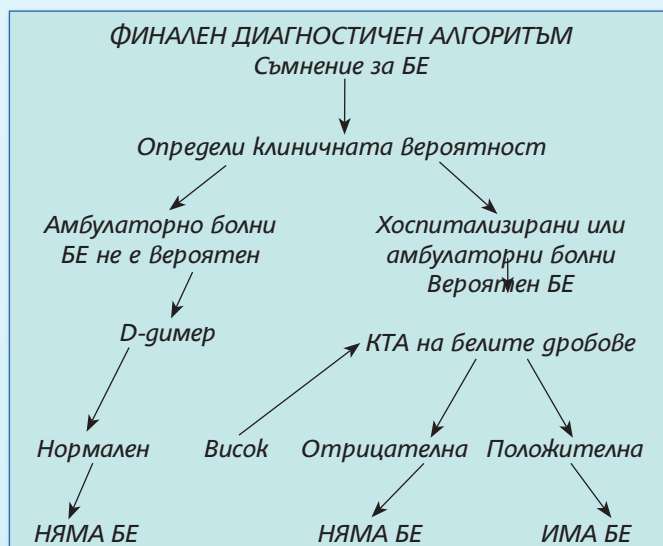 ФИНАЛЕН ДИАГНОСТИЧЕН АЛГОРИТЪМ
Съмнение за БЕ
Определи клиничната вероятност
Амбулаторно болни
БЕ не е вероятен
Хоспитализирани или
амбулаторни болни
Вероятен БЕ
D-димер
КТА на белите дробове
Нормален
Висок
Отрицателна
Положителна
НЯМА БЕ
НЯМА БЕ
ИМА БЕ